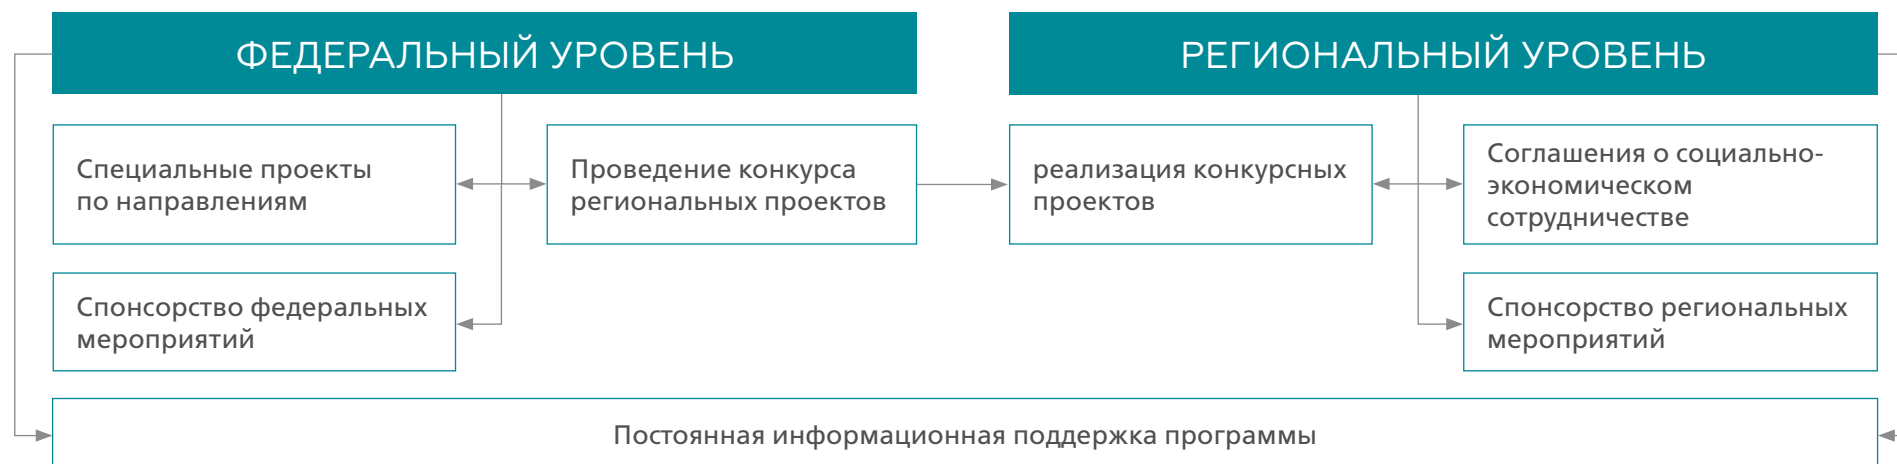 ФЕДЕРАЛЬНЫЙ УРОВЕНЬ
РЕГИОНАЛЬНЫЙ УРОВЕНЬ
Специальные проекты
по направлениям
Проведение конкурса
региональных проектов
реализация конкурсных
проектов
Соглашения о социально-
экономическом
сотрудничестве
Спонсорство федеральных
мероприятий
Спонсорство региональных
мероприятий
Постоянная информационная поддержка программы